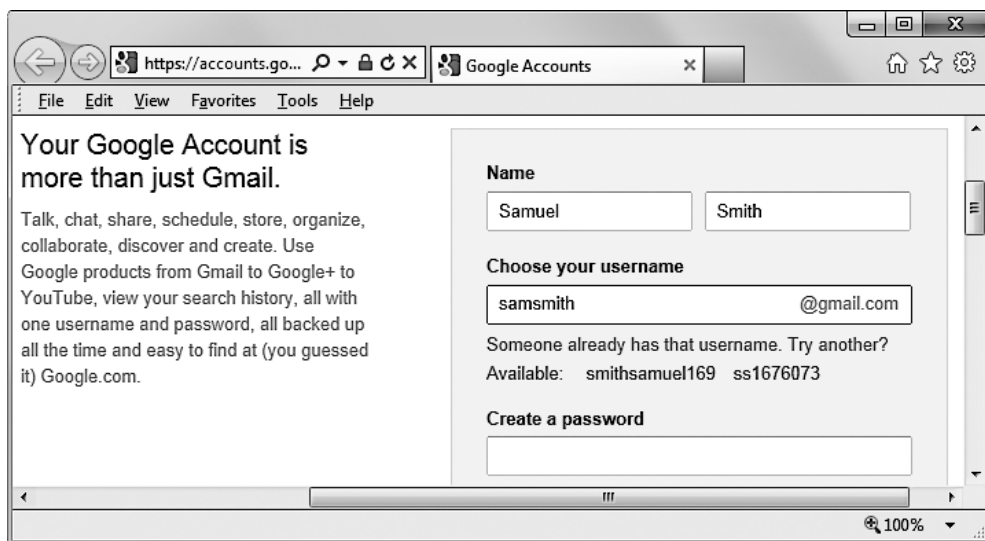 https://accounts.go...
Google Accounts
File Edit View Favorites Tools Help
Your Google Account is
more than just Gmail.
Talk, chat, share, schedule, store, organize,
collaborate, discover and create. Use
Google products from Gmail to Google+ to
YouTube, view your search history, all with
one username and password, all backed up
all the time and easy to find at (you guessed
it) Google.com.
Name
Samuel Smith
Choose your username
samsmith @gmail.com
Someone already has that username. Try another?
Available: smithsamuel169 ss1676073
Create a password
100%